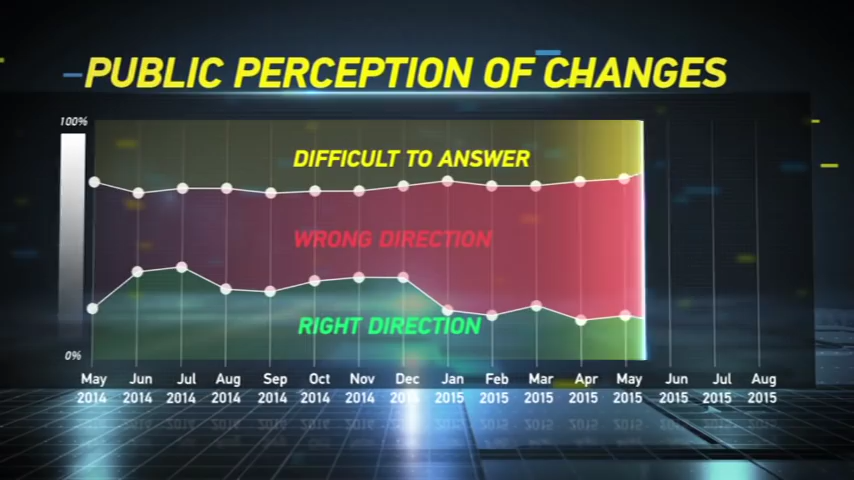 PUBLIC PERCEPTION OF CHANGES
100%
DIFFICULT TO ANSWER
WRONG DIRECTION
RIGHT DIRECTION
0%
May Jun Jul Aug Sep Oct Nov Dec Jan Feb Mar Apr May Jun Jul Aug
2014 2014 2014 2014 2014 2014 2014 2014 2015 2015 2015 2015 2015 2015 2015 2015